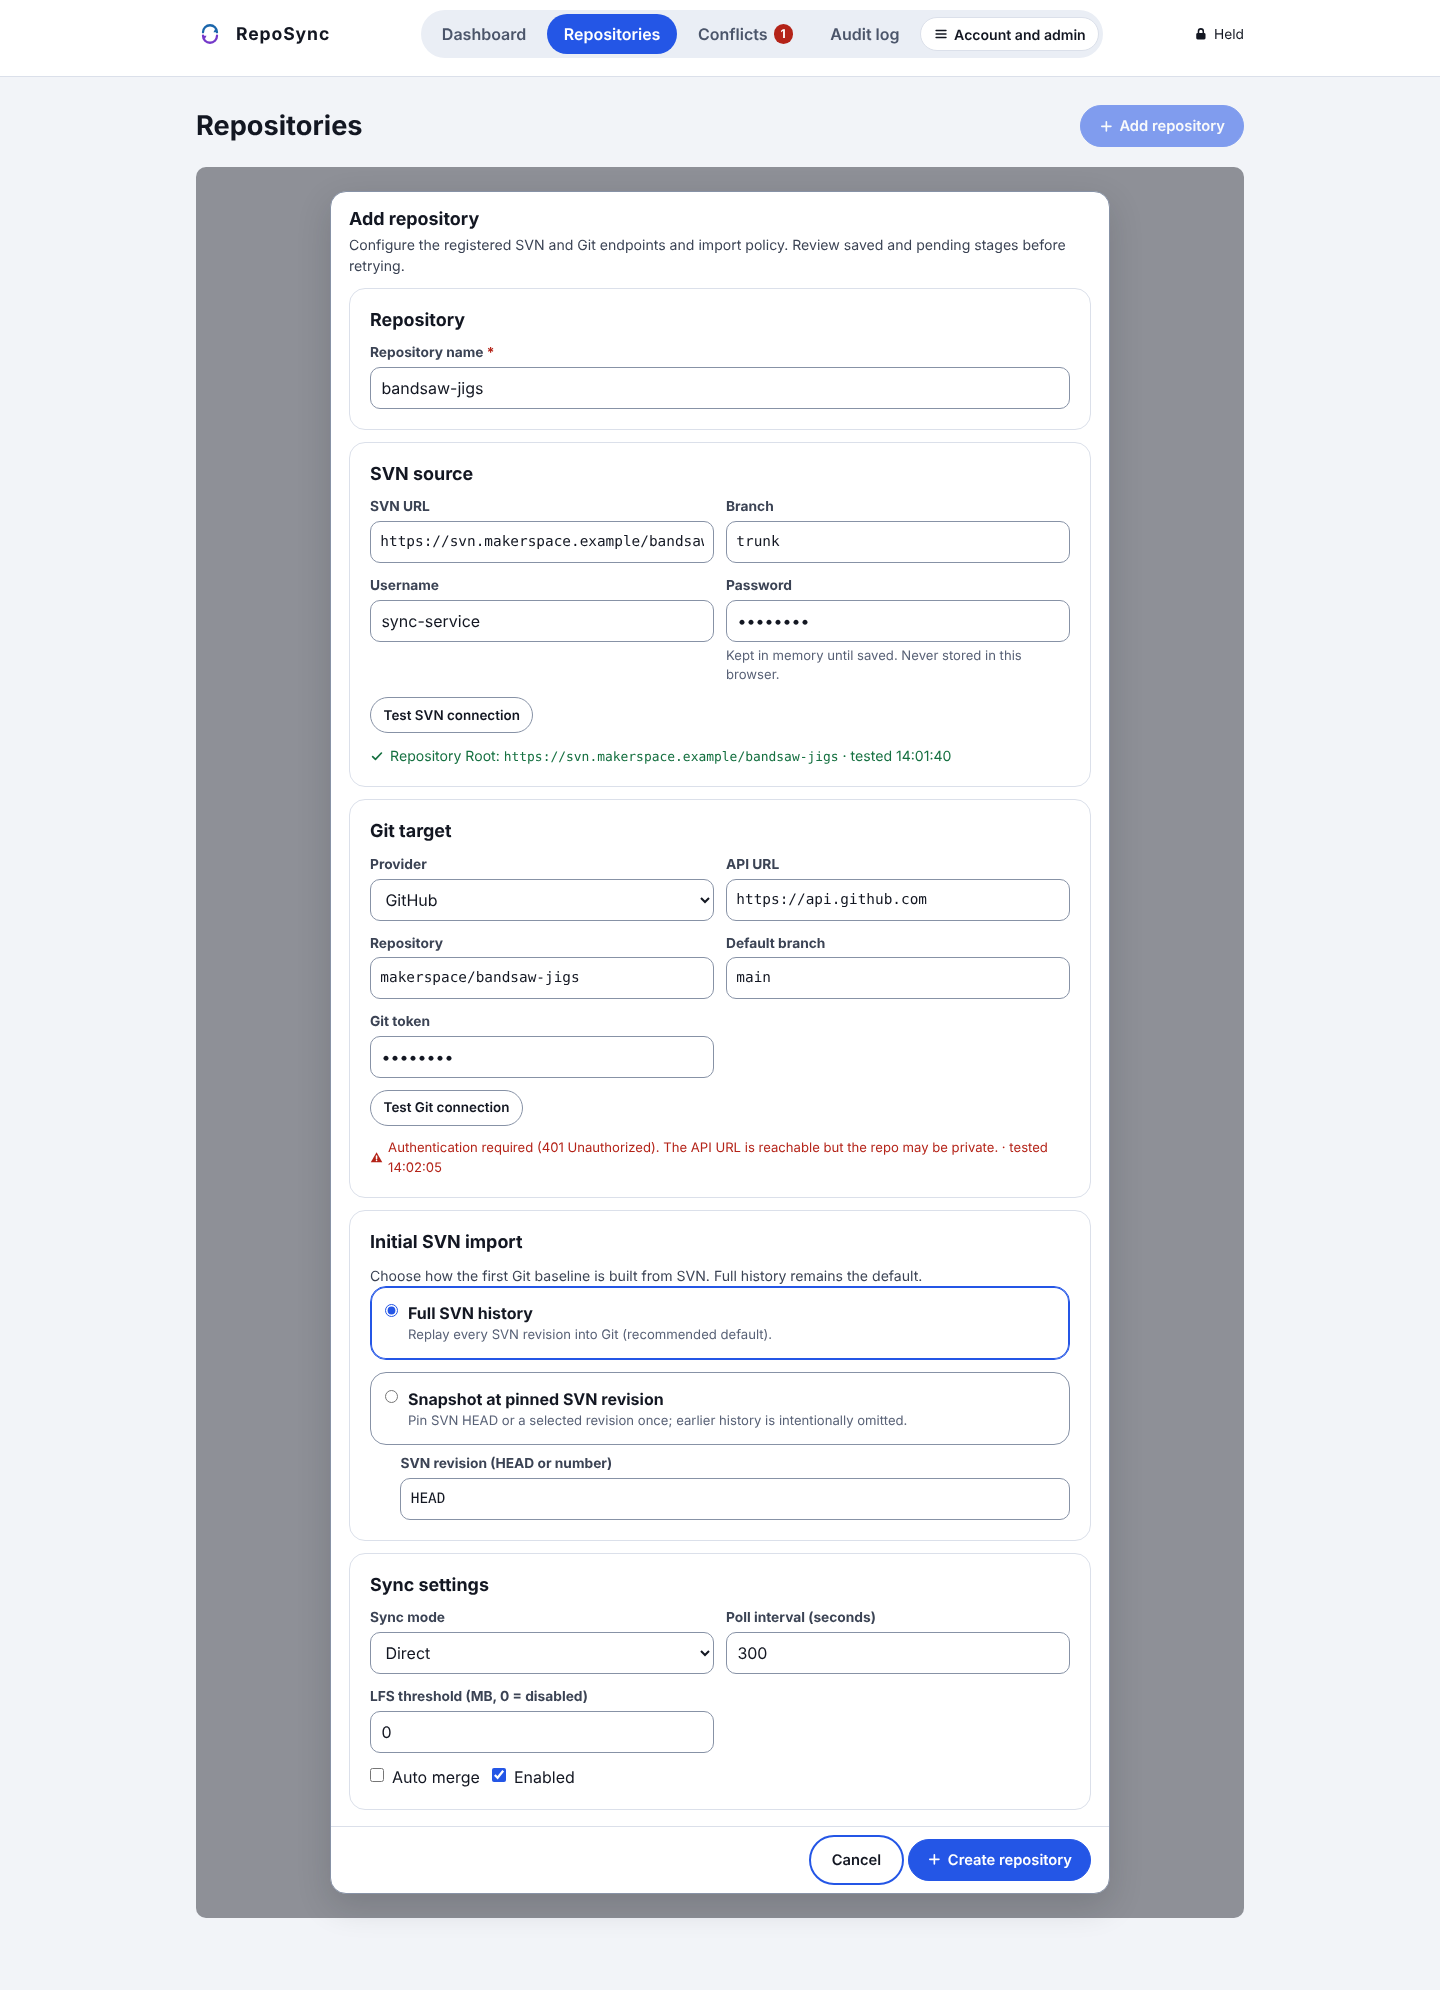 RepoSync
Dashboard
Repositories
Conflicts 1
Audit log
Account and admin
Held
Repositories
+ Add repository
Add repository
Configure the registered SVN and Git endpoints and import policy. Review saved and pending stages before
retrying.
Repository
Repository name *
bandsaw-jigs
SVN source
SVN URL
Branch
https://svn.makerspace.example/bandsaw
trunk
Username
Password
sync-service
••••••••
Kept in memory until saved. Never stored in this
browser.
Test SVN connection
Repository Root: https://svn.makerspace.example/bandsaw-jigs · tested 14:01:40
Git target
Provider
API URL
GitHub
https://api.github.com
Repository
Default branch
makerspace/bandsaw-jigs
main
Git token
••••••••
Test Git connection
Authentication required (401 Unauthorized). The API URL is reachable but the repo may be private. · tested
14:02:05
Initial SVN import
Choose how the first Git baseline is built from SVN. Full history remains the default.
Full SVN history
Replay every SVN revision into Git (recommended default).
Snapshot at pinned SVN revision
Pin SVN HEAD or a selected revision once; earlier history is intentionally omitted.
SVN revision (HEAD or number)
HEAD
Sync settings
Sync mode
Poll interval (seconds)
Direct
300
LFS threshold (MB, 0 = disabled)
0
Auto merge
Enabled
Cancel
+ Create repository